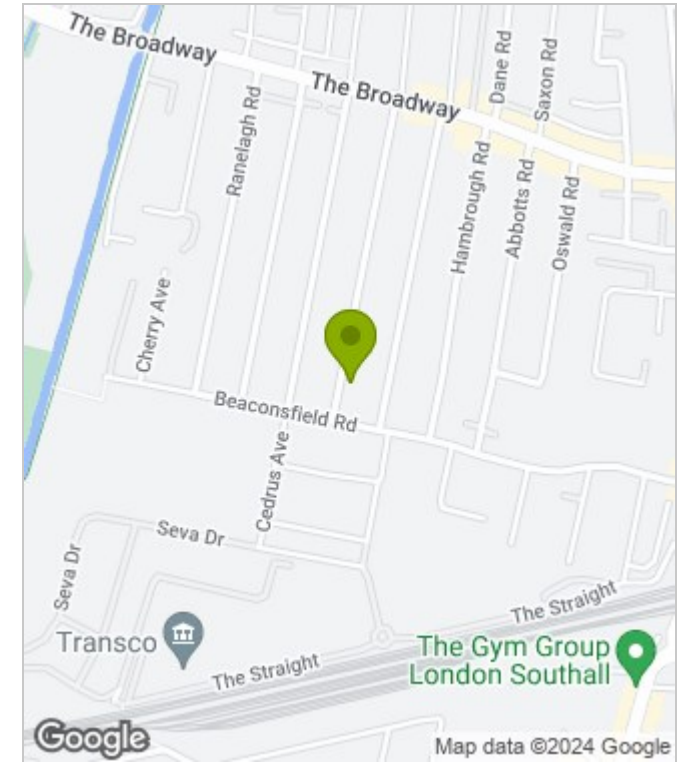 The Broadway
The Broadway
Dane Rd
Saxon Rd
Ranelagh Rd
Hambrough Rd
Abbotts Rd
Oswald Rd
Cherry Ave
Beaconsfield Rd
Cedrus Ave
Seva Dr
Seva Dr
The Straight
Transco
The Gym Group
London Southall
The Straight
Google
Map data ©2024 Google